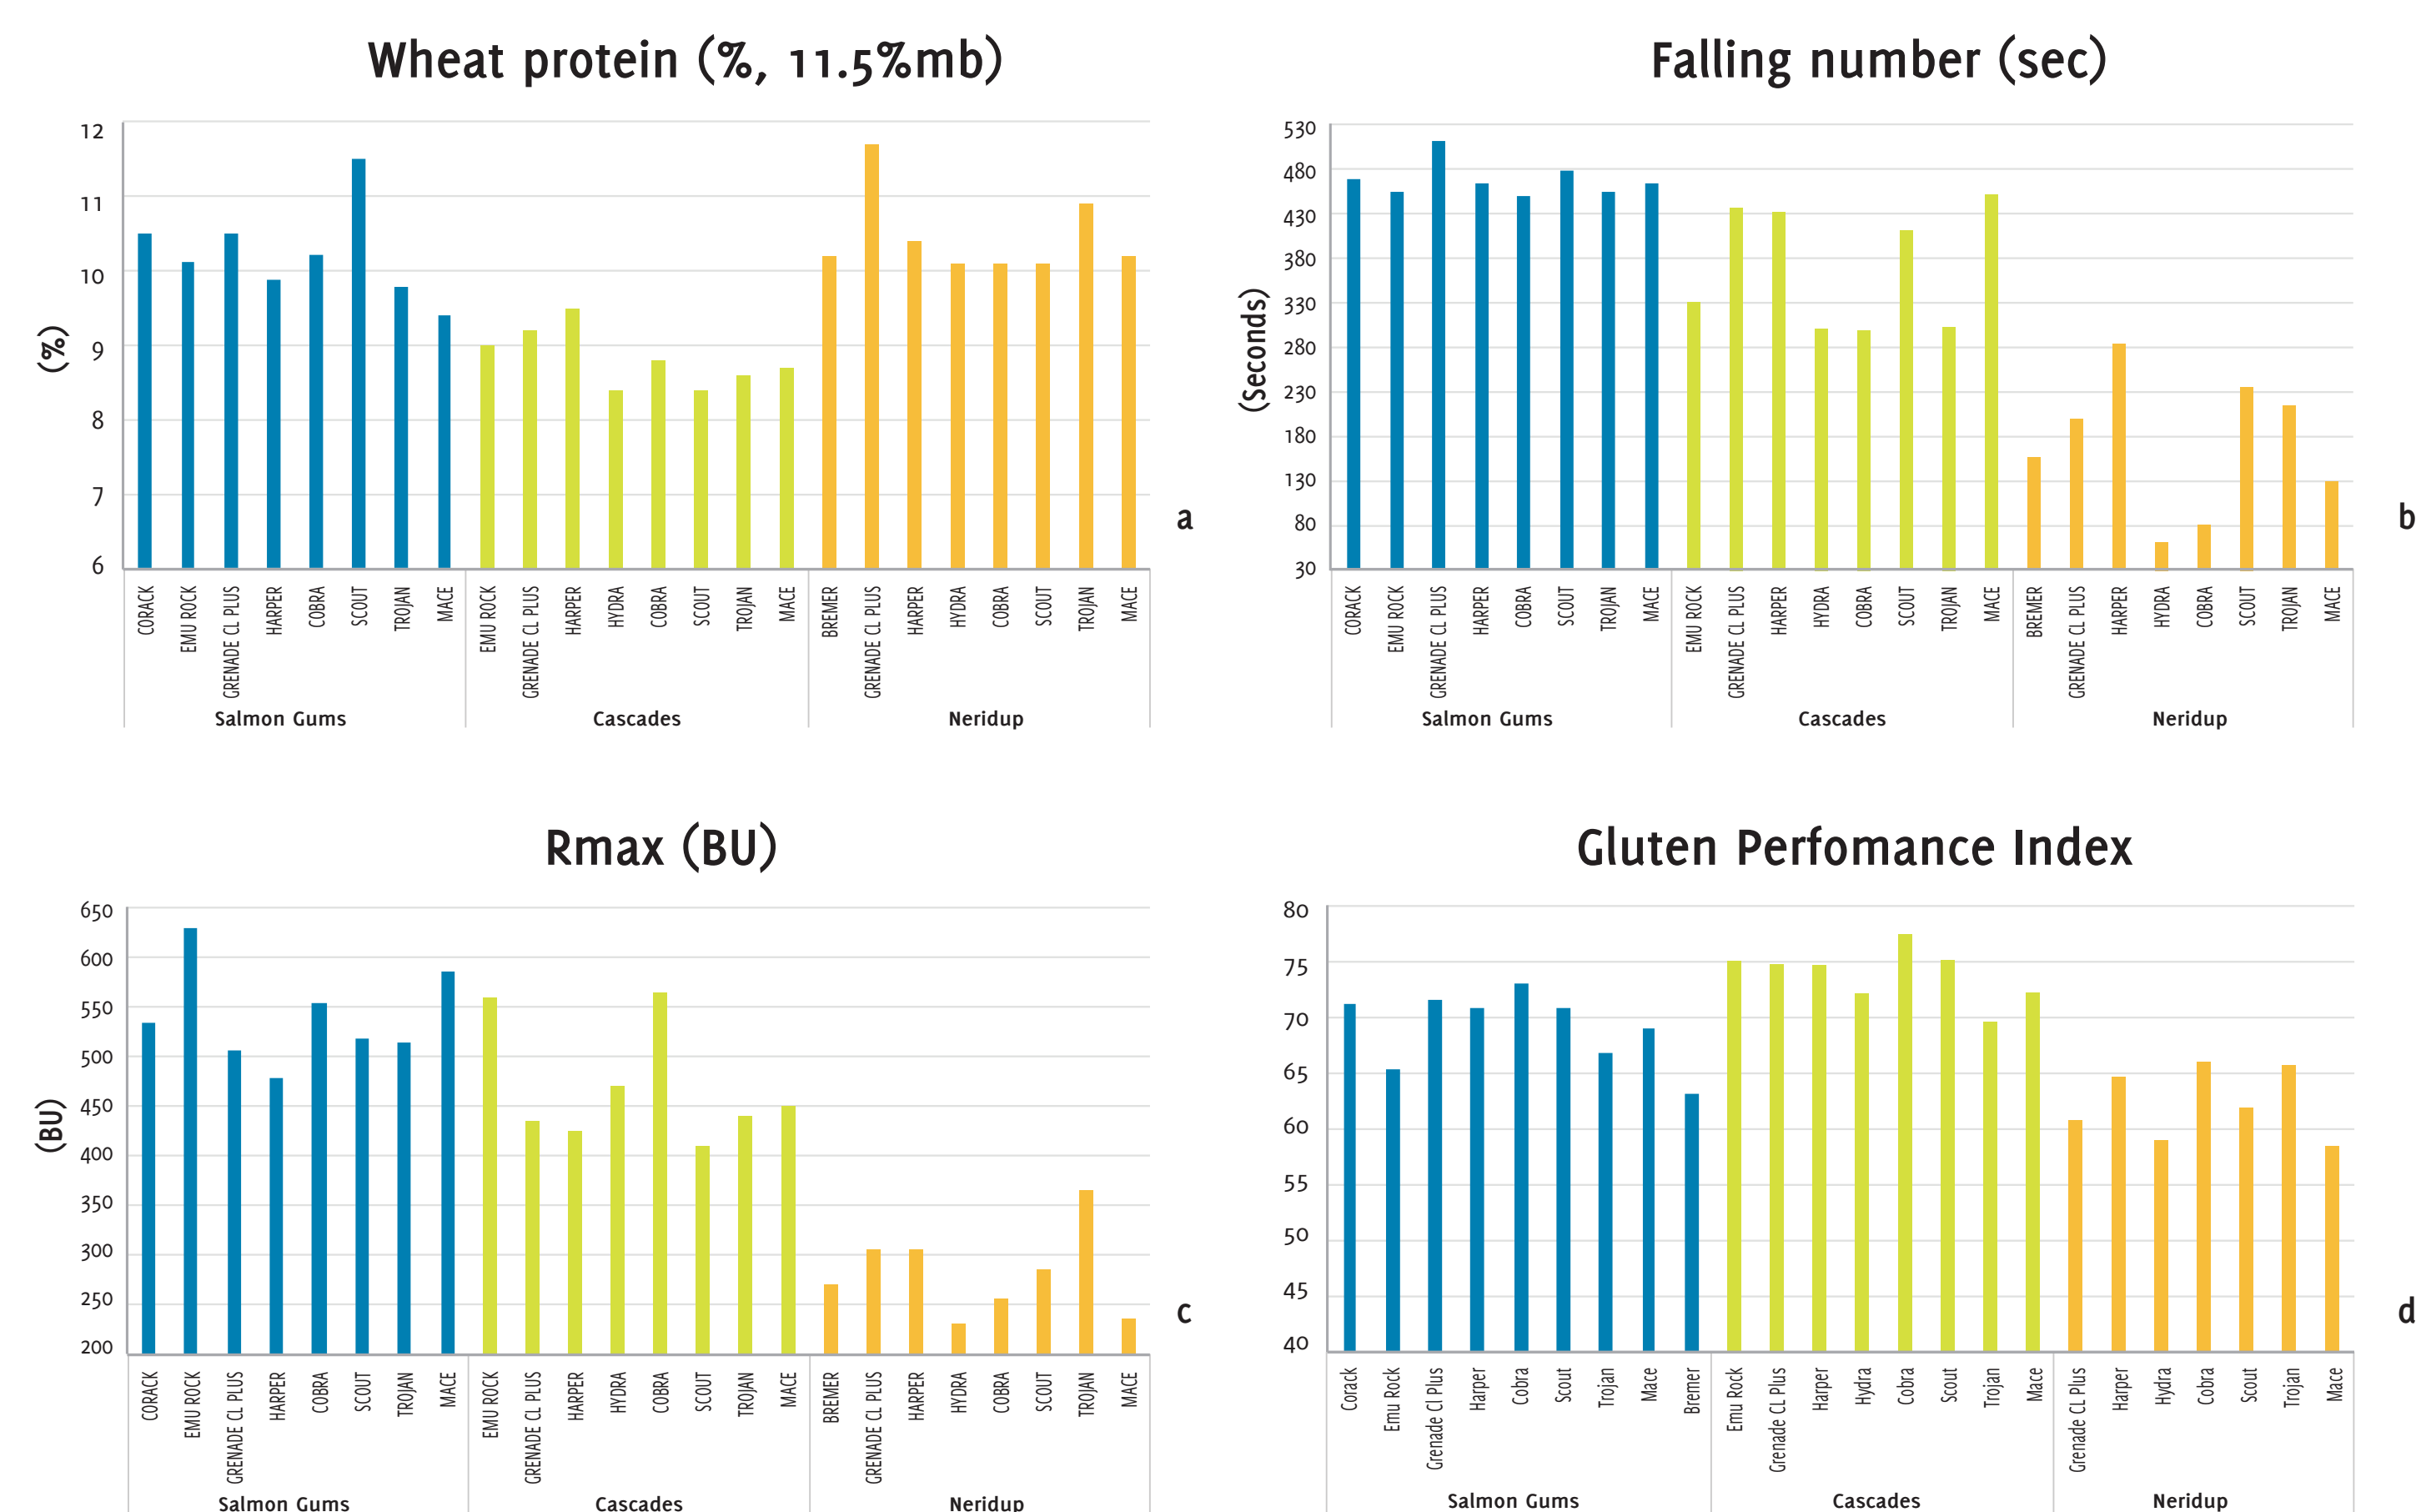 Wheat protein (%, 11.5%mb)
(%)
12
11
10
9
8
7
6
CORACK
EMU ROCK
GRENADE CL PLUS
HARPER
COBRA
SCOUT
TROJAN
MACE
EMU ROCK
GRENADE CL PLUS
HARPER
HYDRA
COBRA
SCOUT
TROJAN
MACE
BREMER
GRENADE CL PLUS
HARPER
HYDRA
COBRA
SCOUT
TROJAN
MACE
Salmon Gums
Cascades
Neridup
a
Falling number (sec)
(Seconds)
530
480
430
380
330
280
230
180
130
80
30
CORACK
EMU ROCK
GRENADE CL PLUS
HARPER
COBRA
SCOUT
TROJAN
MACE
EMU ROCK
GRENADE CL PLUS
HARPER
HYDRA
COBRA
SCOUT
TROJAN
MACE
BREMER
GRENADE CL PLUS
HARPER
HYDRA
COBRA
SCOUT
TROJAN
MACE
Salmon Gums
Cascades
Neridup
b
Rmax (BU)
(BU)
650
600
550
500
450
400
350
300
250
200
CORACK
EMU ROCK
GRENADE CL PLUS
HARPER
COBRA
SCOUT
TROJAN
MACE
EMU ROCK
GRENADE CL PLUS
HARPER
HYDRA
COBRA
SCOUT
TROJAN
MACE
BREMER
GRENADE CL PLUS
HARPER
HYDRA
COBRA
SCOUT
TROJAN
MACE
Salmon Gums
Cascades
Neridup
c
Gluten Perfomance Index
80
75
70
65
60
55
50
45
40
Corack
Emu Rock
Grenade Cl Plus
Harper
Cobra
Scout
Trojan
Mace
Bremer
Emu Rock
Grenade CL Plus
Harper
Hydra
Cobra
Scout
Trojan
Mace
Grenade CL Plus
Harper
Hydra
Cobra
Scout
Trojan
Mace
Salmon Gums
Cascades
Neridup
d